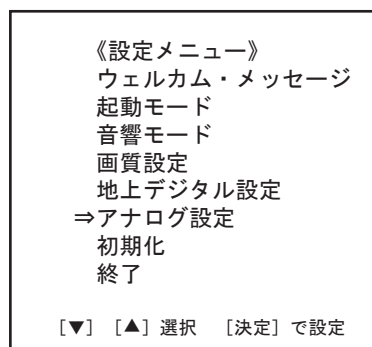 《設定メニュー》
ウェルカム・メッセージ
起動モード
音響モード
画質設定
地上デジタル設定
⇒アナログ設定
初期化
終了
［▼］［▲］選択　［決定］で設定